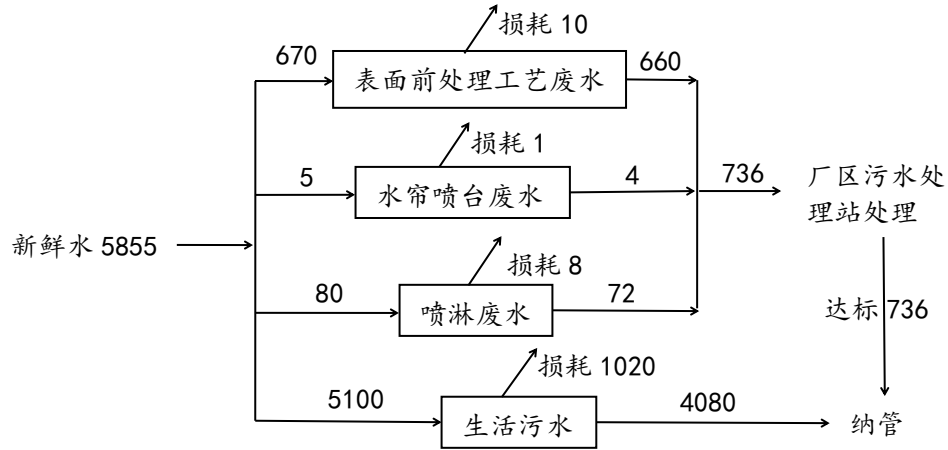 损耗 10
670
表面前处理工艺废水
660
损耗 1
5
水帘喷台废水
4
736
厂区污水处
理站处理
新鲜水 5855
损耗 8
80
喷淋废水
72
达标 736
损耗 1020
5100
生活污水
4080
纳管